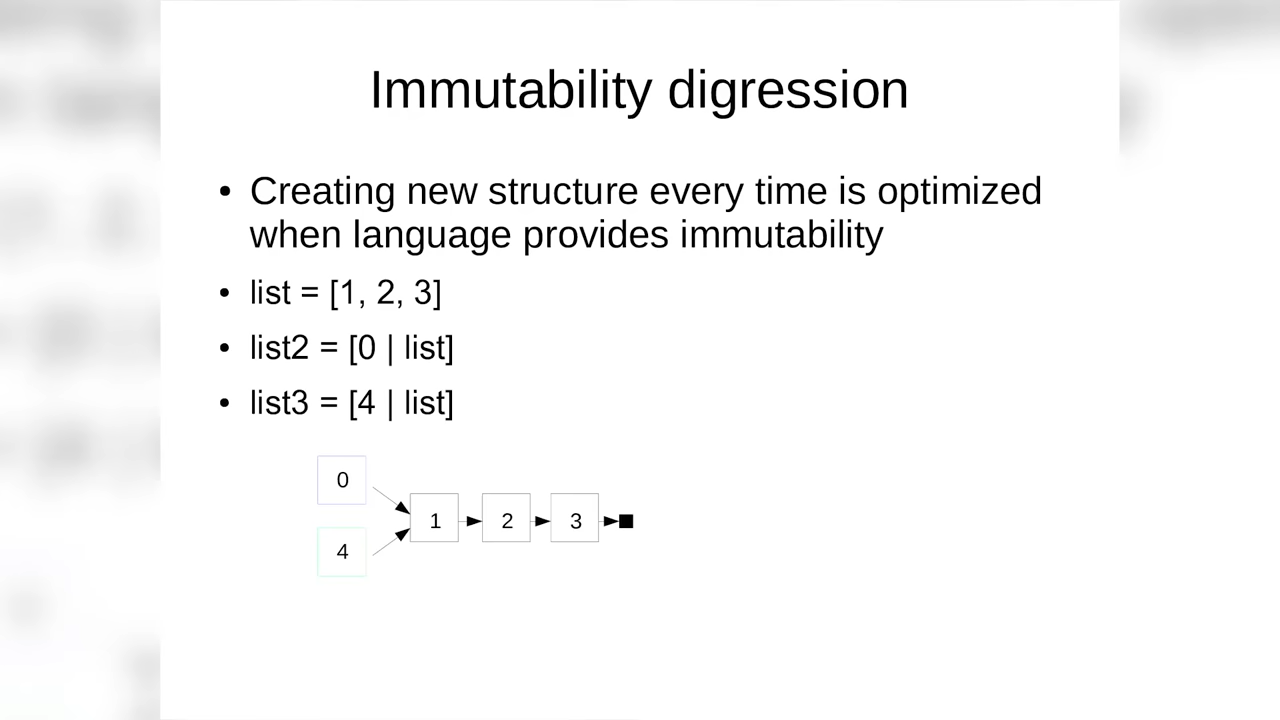 Immutability digression
• Creating new structure every time is optimized
when language provides immutability
• list = [1, 2, 3]
• list2 = [0 | list]
• list3 = [4 | list]
0
1 2 3
4